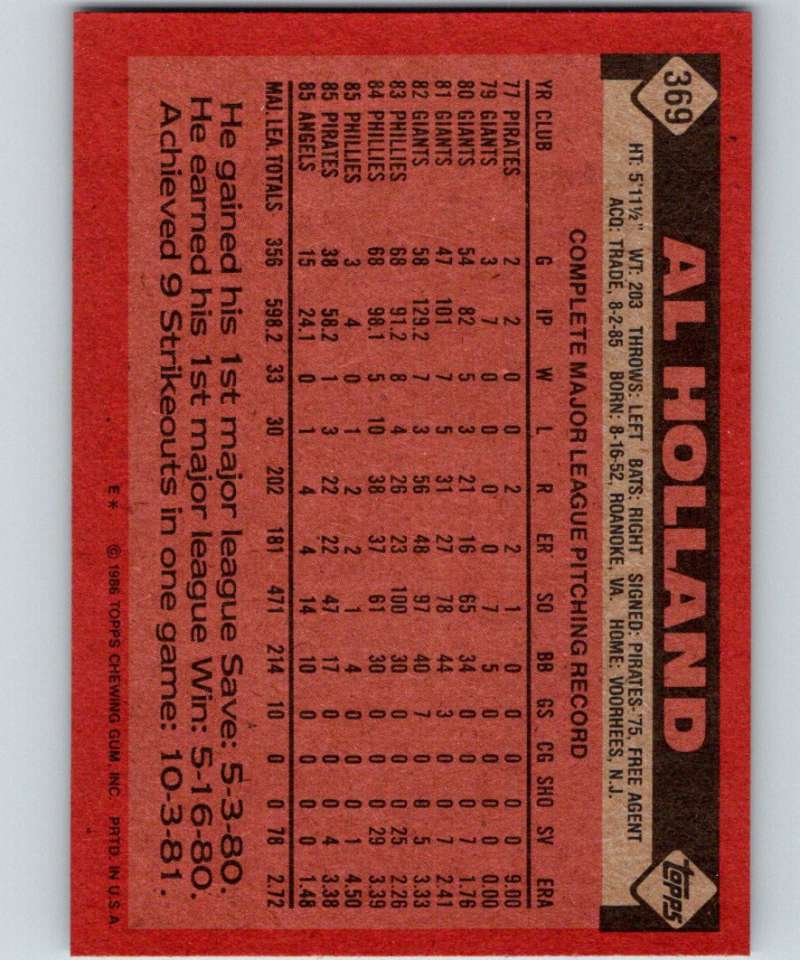 369
AL HOLLAND
topps
HT: 5'11½" WT: 203 THROWS: LEFT BATS: RIGHT SIGNED: PIRATES-'75, FREE AGENT
ACQ: TRADE, 8-2-85 BORN: 8-16-52, ROANOKE, VA. HOME: VOORHEES, N.J.
COMPLETE MAJOR LEAGUE PITCHING RECORD
YR CLUB G IP W L R ER SO BB GS CG SHO SV ERA
77 PIRATES 2 2 0 0 2 2 1 0 0 0 0 0 9.00
79 GIANTS 3 7 0 0 0 0 7 5 0 0 0 0 0.00
80 GIANTS 54 82 5 3 21 16 65 34 0 0 0 7 1.76
81 GIANTS 47 101 7 5 31 27 78 44 3 0 0 7 2.41
82 GIANTS 58 129.2 7 3 56 48 97 40 7 0 0 5 3.33
83 PHILLIES 68 91.2 8 4 26 23 100 30 0 0 0 25 2.26
84 PHILLIES 68 98.1 5 10 38 37 61 30 0 0 0 29 3.39
85 PHILLIES 3 4 0 1 2 2 1 4 0 0 0 1 4.50
85 PIRATES 38 58.2 1 3 22 22 47 17 0 0 0 4 3.38
85 ANGELS 15 24.1 0 1 4 4 14 10 0 0 0 0 1.48
MAJ. LEA. TOTALS 356 598.2 33 30 202 181 471 214 10 0 0 78 2.72
He gained his 1st major league Save: 5-3-80.
He earned his 1st major league Win: 5-16-80.
Achieved 9 Strikeouts in one game: 10-3-81.
E* © 1986 TOPPS CHEWING GUM, INC. PRTD. IN U.S.A.